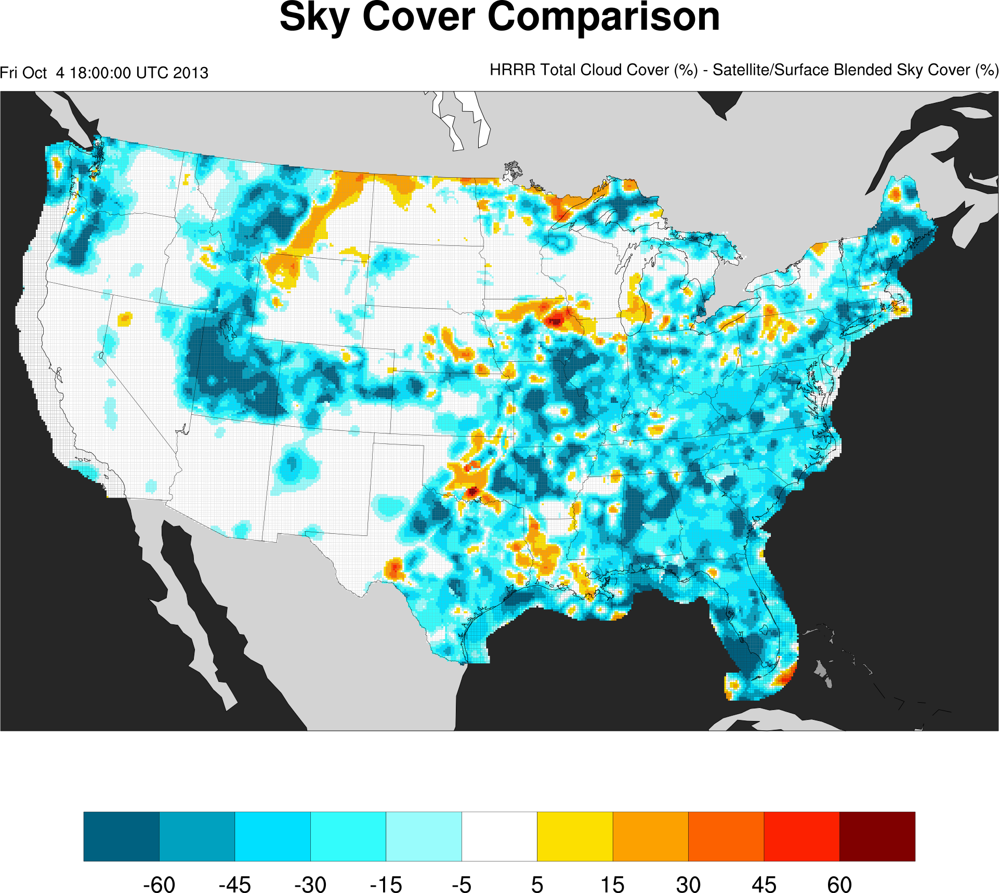 Sky Cover Comparison
Fri Oct  4 18:00:00 UTC 2013
HRRR Total Cloud Cover (%) - Satellite/Surface Blended Sky Cover (%)
-60 -45 -30 -15 -5 5 15 30 45 60